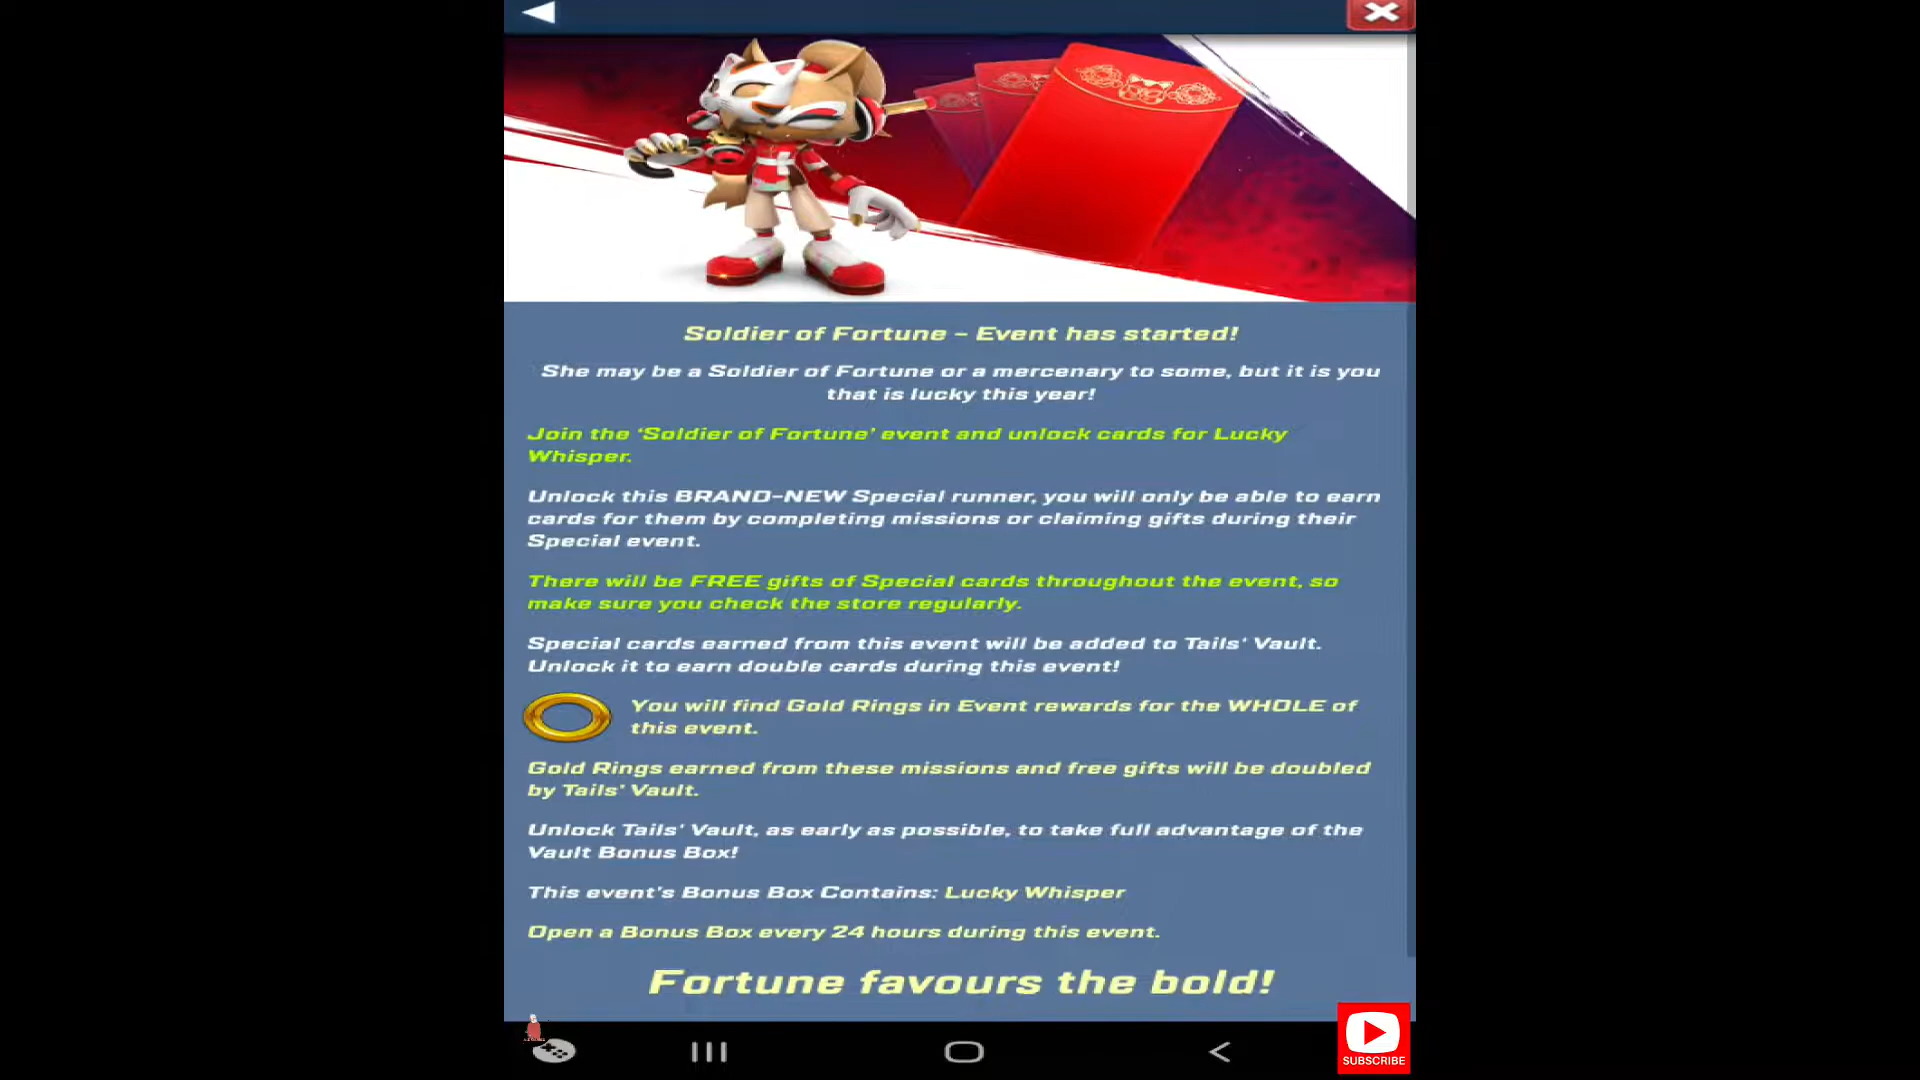 Soldier of Fortune - Event has started!
She may be a Soldier of Fortune or a mercenary to some, but it is you
that is lucky this year!
Join the 'Soldier of Fortune' event and unlock cards for Lucky
Whisper.
Unlock this BRAND-NEW Special runner, you will only be able to earn
cards for them by completing missions or claiming gifts during their
Special event.
There will be FREE gifts of Special cards throughout the event, so
make sure you check the store regularly.
Special cards earned from this event will be added to Tails' Vault.
Unlock it to earn double cards during this event!
You will find Gold Rings in Event rewards for the WHOLE of
this event.
Gold Rings earned from these missions and free gifts will be doubled
by Tails' Vault.
Unlock Tails' Vault, as early as possible, to take full advantage of the
Vault Bonus Box!
This event's Bonus Box Contains: Lucky Whisper
Open a Bonus Box every 24 hours during this event.
Fortune favours the bold!
SUBSCRIBE